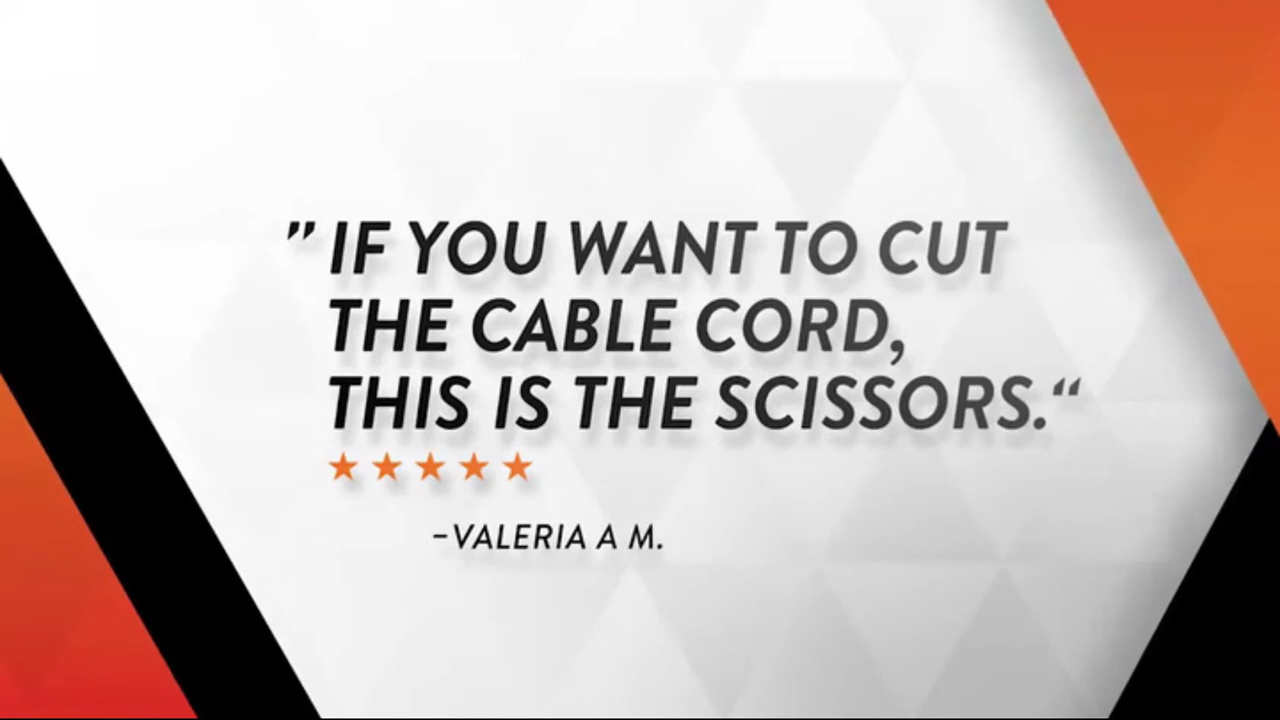 " IF YOU WANT TO CUT
THE CABLE CORD,
THIS IS THE SCISSORS.“
★★★★★
–VALERIA A M.